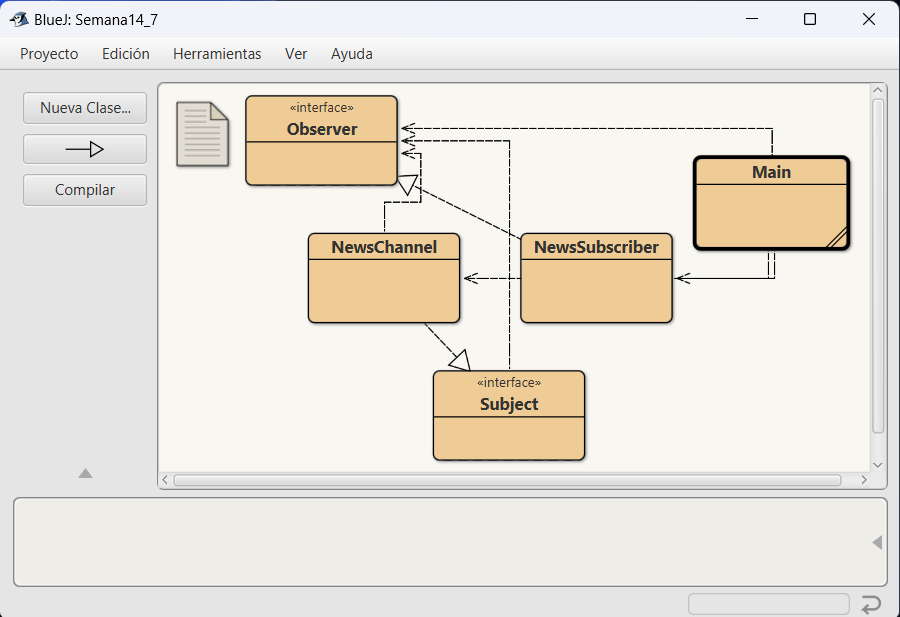 BlueJ: Semana14_7
Proyecto Edición Herramientas Ver Ayuda
Nueva Clase...
Compilar
«interface»
Observer
Main
NewsChannel
NewsSubscriber
«interface»
Subject